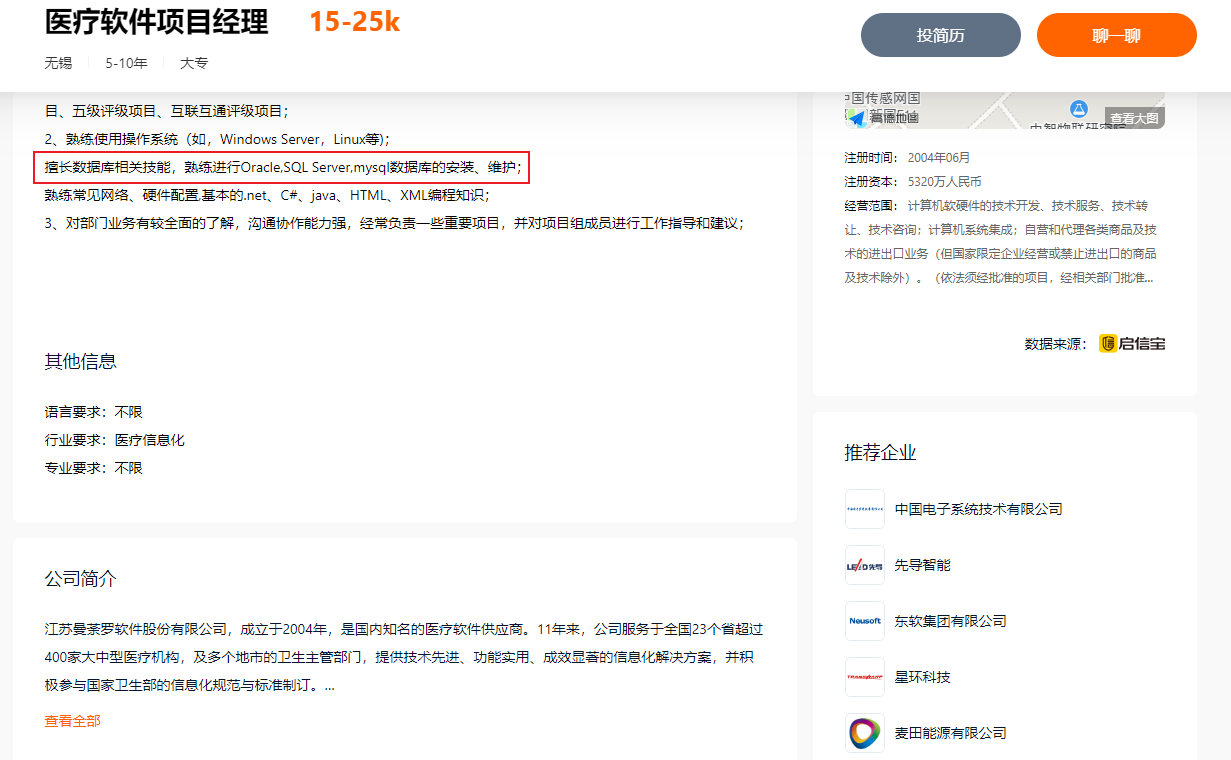 医疗软件项目经理
15-25k
无锡
5-10年
大专
投简历
聊一聊
目、五级评级项目、互联互通评级项目；
2、熟练使用操作系统（如，Windows Server，Linux等)；
擅长数据库相关技能，熟练进行Oracle,SQL Server,mysql数据库的安装、维护；
熟练常见网络、硬件配置,基本的.net、C#、java、HTML、XML编程知识；
3、对部门业务有较全面的了解，沟通协作能力强，经常负责一些重要项目，并对项目组成员进行工作指导和建议；
其他信息
语言要求：不限
行业要求：医疗信息化
专业要求：不限
公司简介
江苏曼荼罗软件股份有限公司，成立于2004年，是国内知名的医疗软件供应商。11年来，公司服务于全国23个省超过
400家大中型医疗机构，及多个地市的卫生主管部门，提供技术先进、功能实用、成效显著的信息化解决方案，并积
极参与国家卫生部的信息化规范与标准制订。...
查看全部
中国传感网国
高德地图
查看大图
注册时间： 2004年06月
注册资本： 5320万人民币
经营范围： 计算机软硬件的技术开发、技术服务、技术转
让、技术咨询；计算机系统集成；自营和代理各类商品及技
术的进出口业务（但国家限定企业经营或禁止进出口的商品
及技术除外）。（依法须经批准的项目，经相关部门批准...
数据来源： 启信宝
推荐企业
中国电子系统技术有限公司
LEAD先导
先导智能
Neusoft
东软集团有限公司
星环科技
麦田能源有限公司